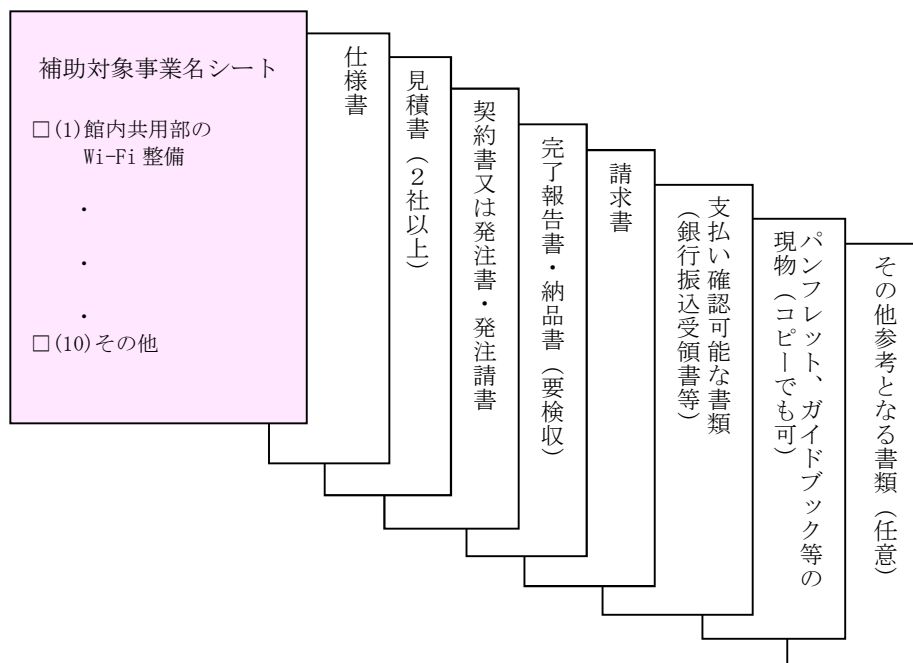 補助対象事業名シート
□(1)館内共用部の
Wi-Fi 整備
・
・
・
□(10)その他
仕様書
見積書（２社以上）
契約書又は発注書・発注請書
完了報告書・納品書（要検収）
請求書
支払い確認可能な書類
（銀行振込受領書等）
パンフレット、ガイドブック等の
現物（コピーでも可）
その他参考となる書類（任意）